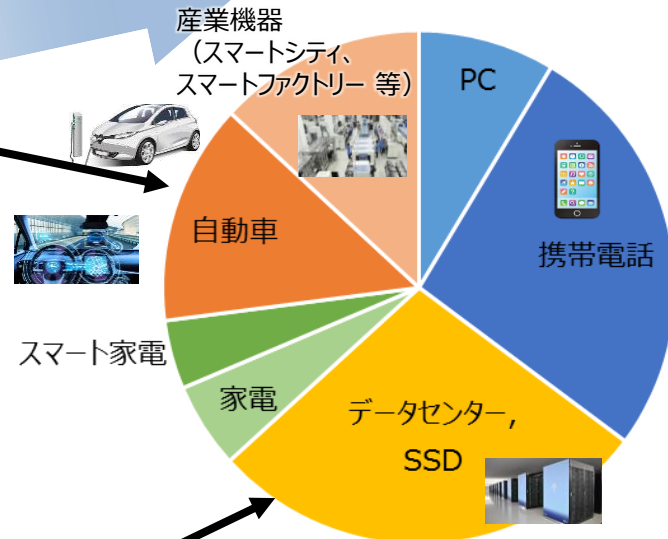 産業機器
（スマートシティ、
スマートファクトリー 等）
PC
携帯電話
自動車
スマート家電
家電
データセンター,
SSD